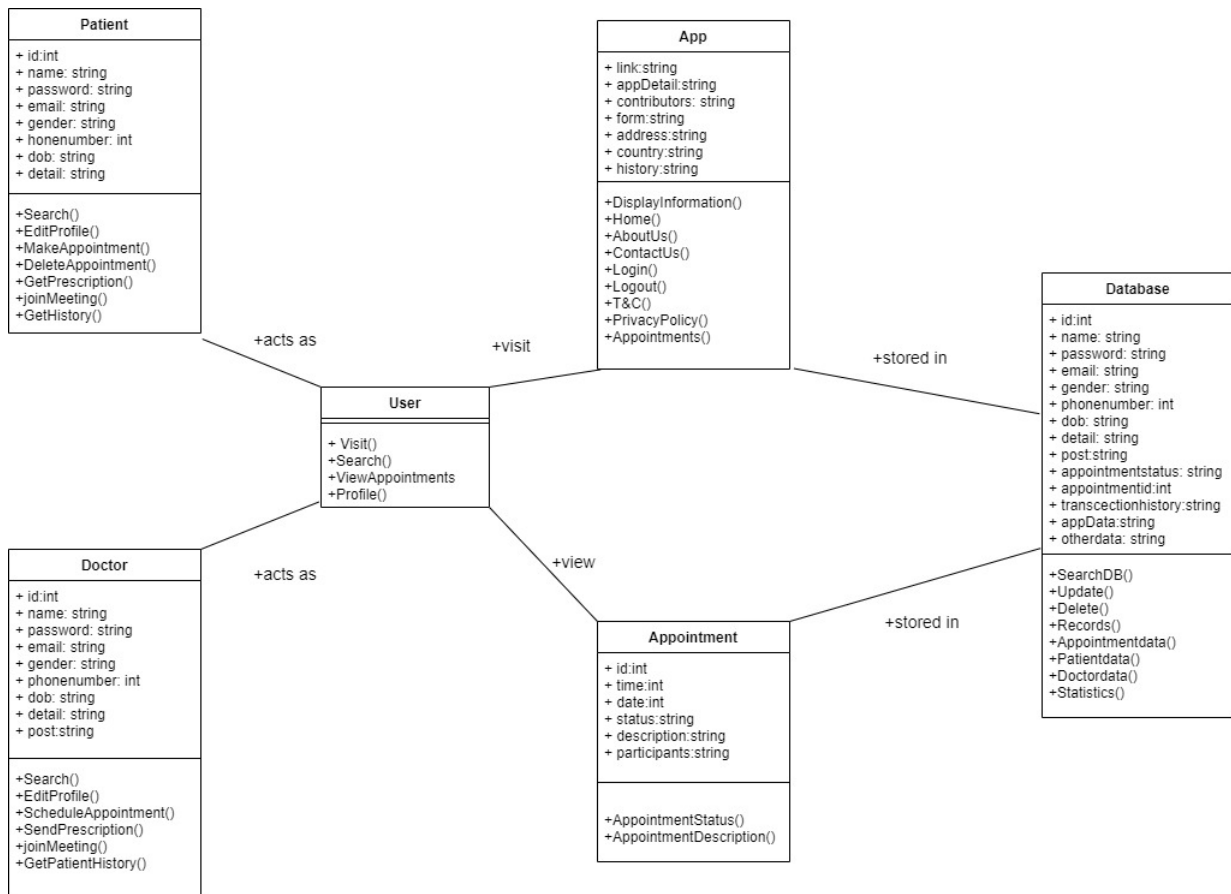 Patient
+ id:int
+ name: string
+ password: string
+ email: string
+ gender: string
+ honenumber: int
+ dob: string
+ detail: string
+Search()
+EditProfile()
+MakeAppointment()
+DeleteAppointment()
+GetPrescription()
+joinMeeting()
+GetHistory()
App
+ link:string
+ appDetail:string
+ contributors: string
+ form:string
+ address:string
+ country:string
+ history:string
+DisplayInformation()
+Home()
+AboutUs()
+ContactUs()
+Login()
+Logout()
+T&C()
+PrivacyPolicy()
+Appointments()
+acts as
+visit
+stored in
User
+ Visit()
+Search()
+ViewAppointments
+Profile()
Database
+ id:int
+ name: string
+ password: string
+ email: string
+ gender: string
+ phonenumber: int
+ dob: string
+ detail: string
+ post:string
+ appointmentstatus: string
+ appointmentid:int
+ transcectionhistory:string
+ appData:string
+ otherdata: string
+SearchDB()
+Update()
+Delete()
+Records()
+Appointmentdata()
+Patientdata()
+Doctordata()
+Statistics()
+acts as
+view
+stored in
Doctor
+ id:int
+ name: string
+ password: string
+ email: string
+ gender: string
+ phonenumber: int
+ dob: string
+ detail: string
+ post:string
+Search()
+EditProfile()
+ScheduleAppointment()
+SendPrescription()
+joinMeeting()
+GetPatientHistory()
Appointment
+ id:int
+ time:int
+ date:int
+ status:string
+ description:string
+ participants:string
+AppointmentStatus()
+AppointmentDescription()